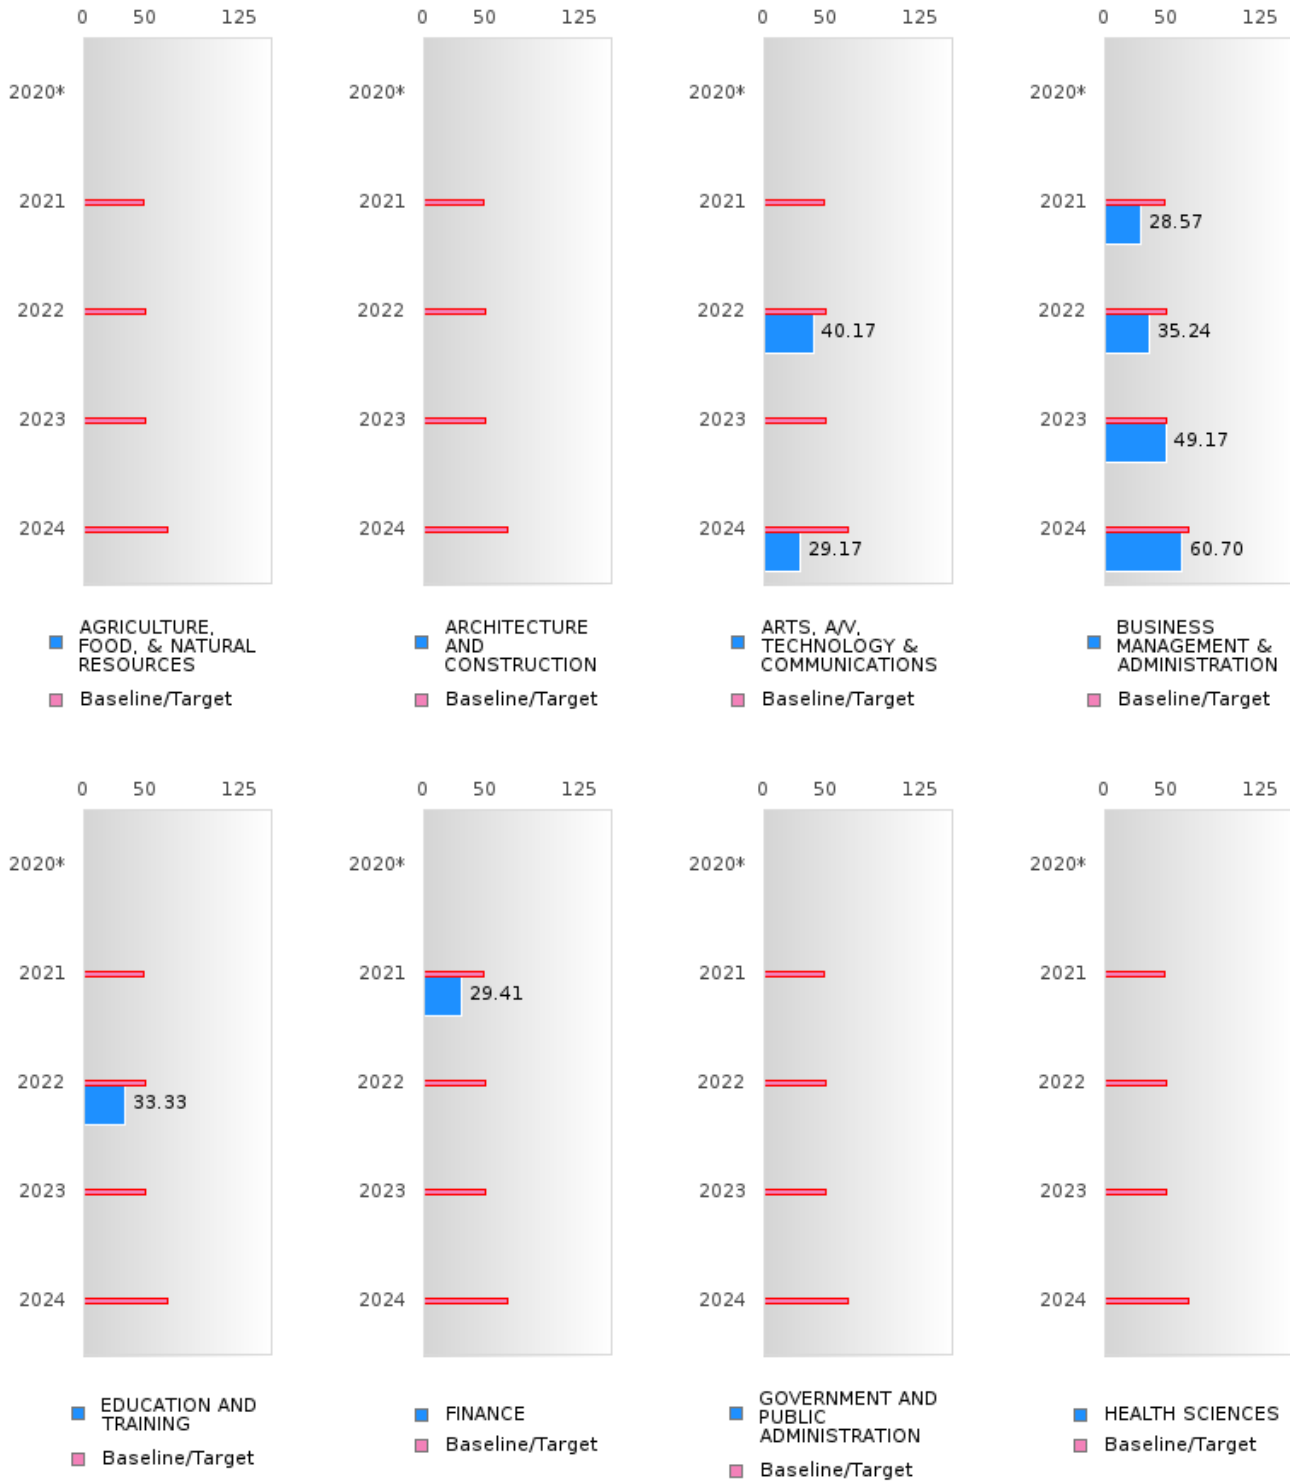 0 50 125
0 50 125
0 50 125
0 50 125
2020*
2020*
2020*
2020*
2021
2021
2021
2021
28.57
2022
2022
2022
40.17
2022
35.24
2023
2023
2023
2023
49.17
2024
2024
2024
29.17
2024
60.70
AGRICULTURE,
FOOD, & NATURAL
RESOURCES
Baseline/Target
ARCHITECTURE
AND
CONSTRUCTION
Baseline/Target
ARTS, A/V,
TECHNOLOGY &
COMMUNICATIONS
Baseline/Target
BUSINESS
MANAGEMENT &
ADMINISTRATION
Baseline/Target
0 50 125
0 50 125
0 50 125
0 50 125
2020*
2020*
2020*
2020*
2021
2021
29.41
2021
2021
2022
33.33
2022
2022
2022
2023
2023
2023
2023
2024
2024
2024
2024
EDUCATION AND
TRAINING
Baseline/Target
FINANCE
Baseline/Target
GOVERNMENT AND
PUBLIC
ADMINISTRATION
Baseline/Target
HEALTH SCIENCES
Baseline/Target